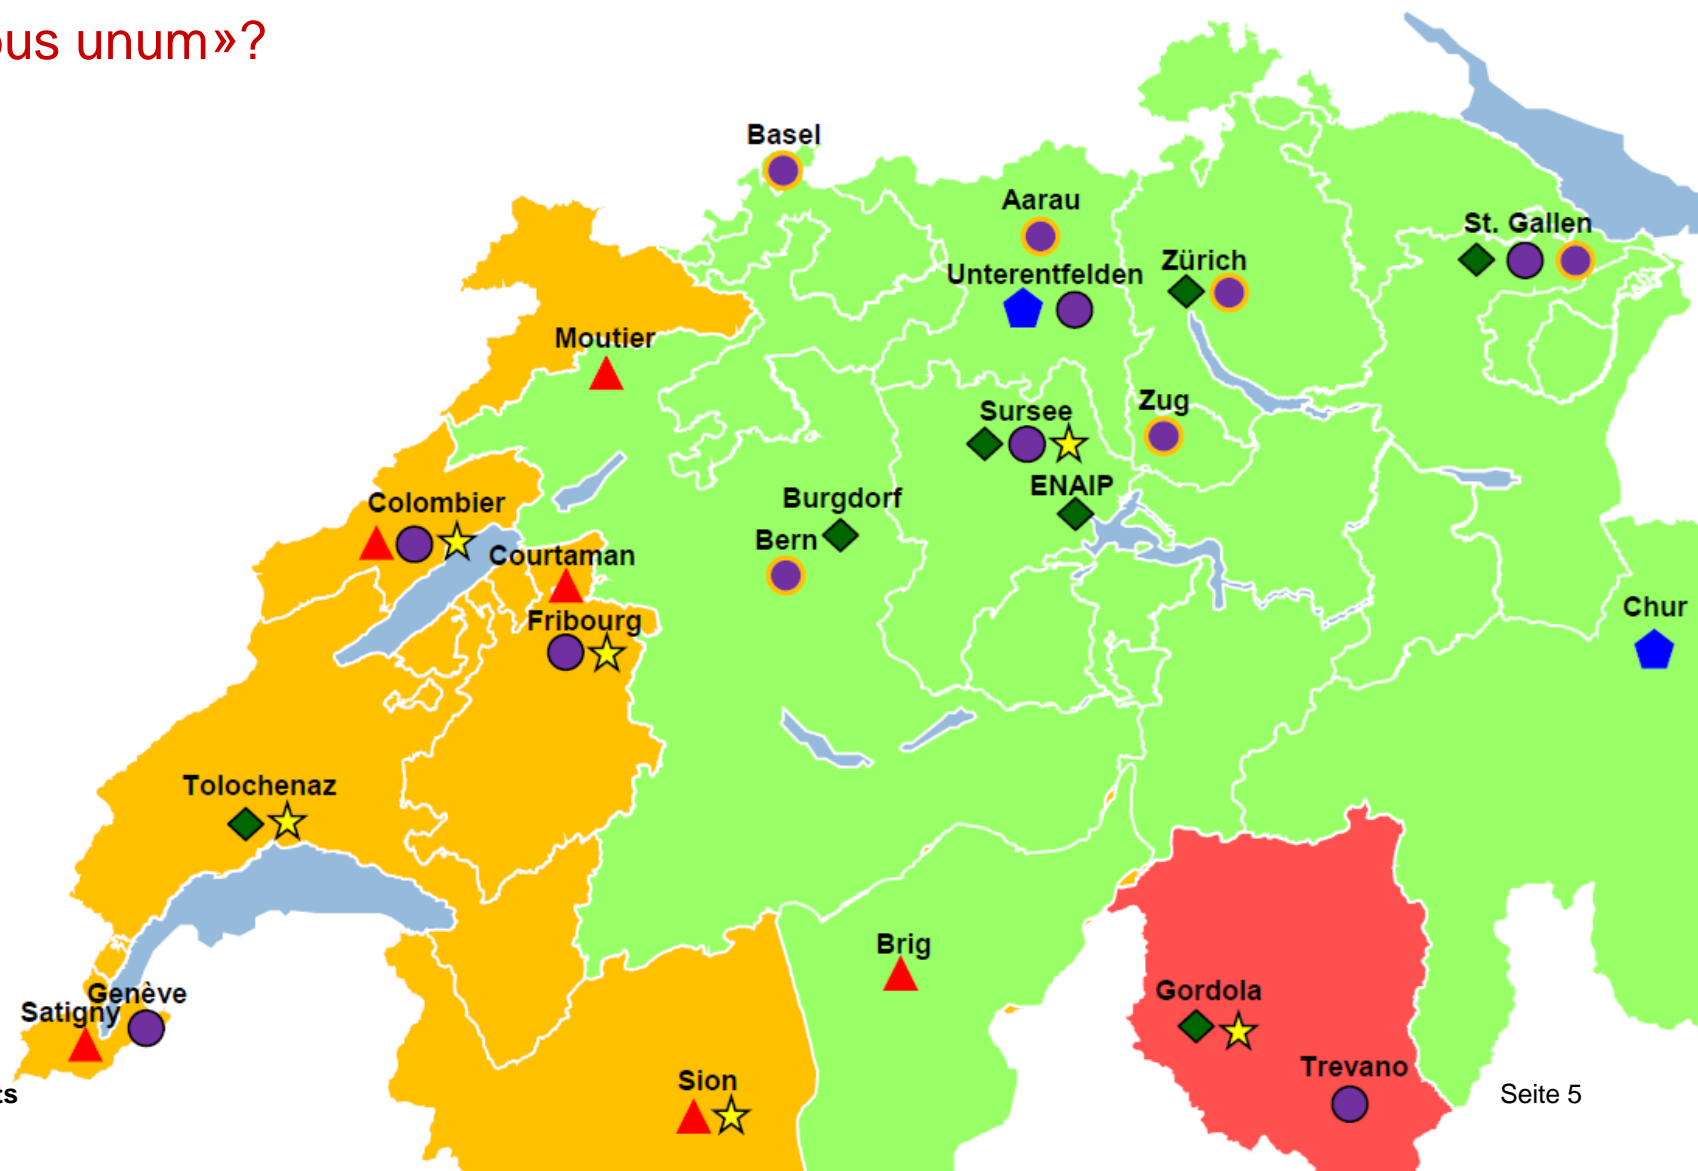 unum»?
Basel
Aarau
St. Gallen
Zürich
Unterentfelden
Moutier
Zug
Sursee
ENAIP
Burgdorf
Colombier
Bern
Courtaman
Chur
Fribourg
Tolochenaz
Brig
Gordola
Genève
Satigny
Trevano
Sion
Seite 5